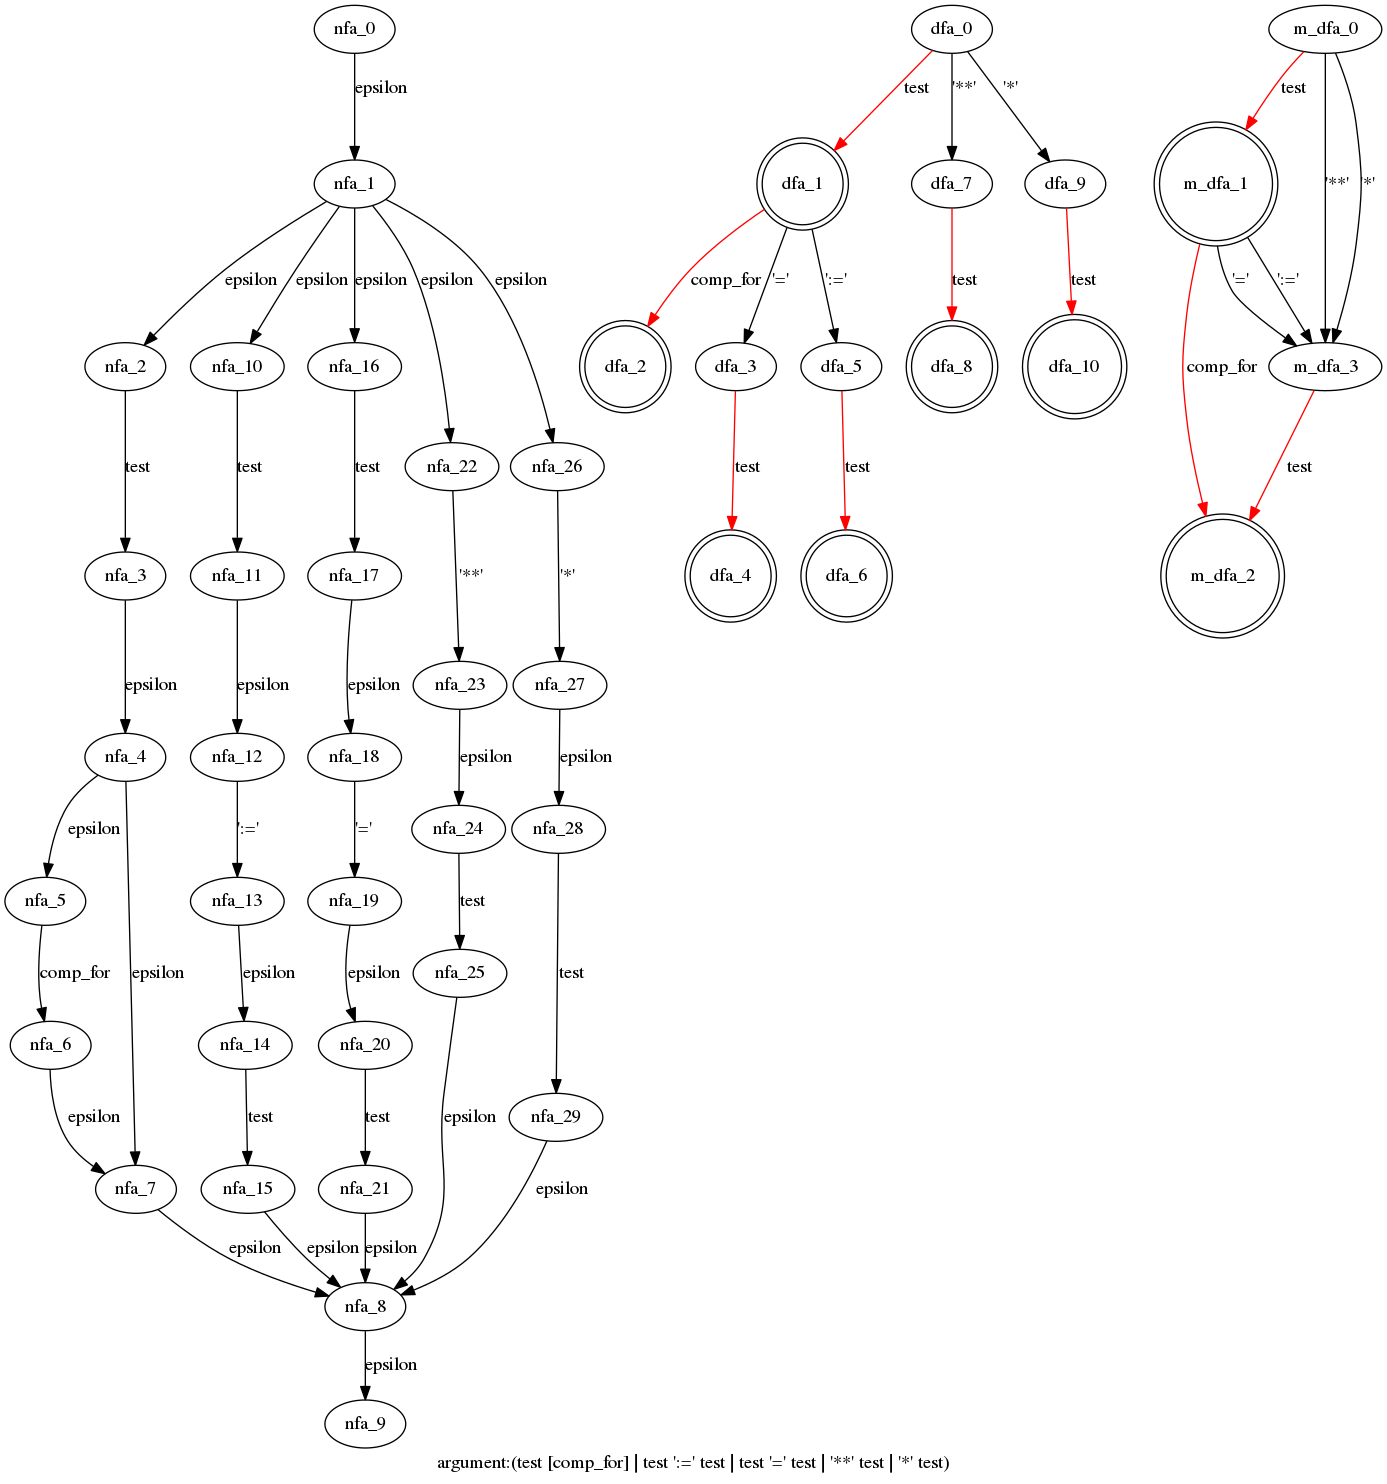 nfa_0 dfa_0 m_dfa_0
epsilon test '**' '*' test
nfa_1 dfa_1 dfa_7 dfa_9 m_dfa_1 '**' '*'
epsilon epsilon epsilon epsilon epsilon comp_for '=' ':=' test test '=' ':='
nfa_2 nfa_10 nfa_16 dfa_2 dfa_3 dfa_5 dfa_8 dfa_10 comp_for m_dfa_3
test test test nfa_22 nfa_26 test test test
nfa_3 nfa_11 nfa_17 '**' '*' dfa_4 dfa_6 m_dfa_2
epsilon epsilon epsilon nfa_23 nfa_27
nfa_4 nfa_12 nfa_18 epsilon epsilon
epsilon ':=' '=' nfa_24 nfa_28
nfa_5 nfa_13 nfa_19 test
comp_for epsilon epsilon epsilon nfa_25 test
nfa_6 nfa_14 nfa_20
epsilon test test epsilon nfa_29
nfa_7 nfa_15 nfa_21 epsilon
epsilon epsilon epsilon
nfa_8
epsilon
nfa_9
argument:(test [comp_for] | test ':=' test | test '=' test | '**' test | '*' test)